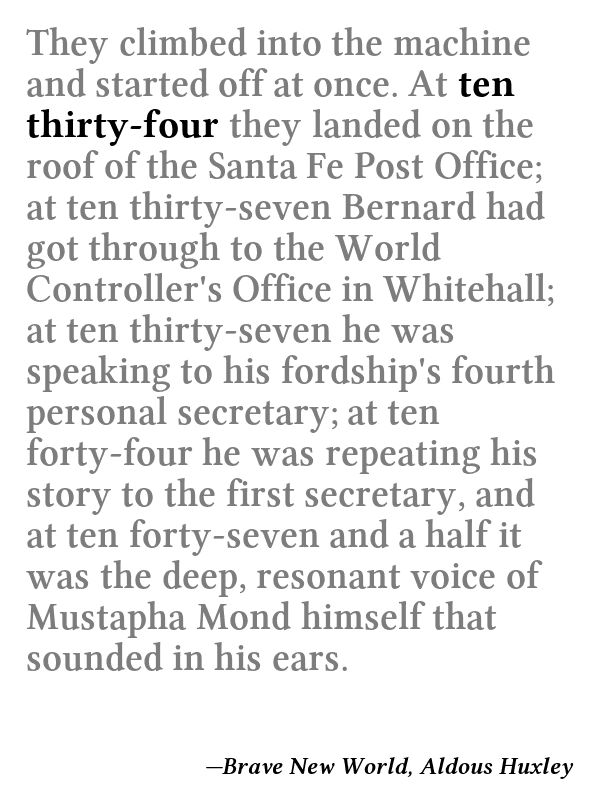 They climbed into the machine
and started off at once. At ten
thirty-four they landed on the
roof of the Santa Fe Post Office;
at ten thirty-seven Bernard had
got through to the World
Controller's Office in Whitehall;
at ten thirty-seven he was
speaking to his fordship's fourth
personal secretary; at ten
forty-four he was repeating his
story to the first secretary, and
at ten forty-seven and a half it
was the deep, resonant voice of
Mustapha Mond himself that
sounded in his ears.
—Brave New World, Aldous Huxley